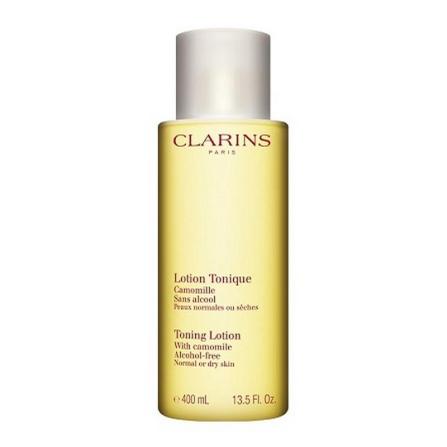 CLARINS
PARIS
Lotion Tonique
Camomille
Sans alcool
Peaux normales ou sèches
Toning Lotion
With camomile
Alcohol-free
Normal or dry skin
℮ 400 mL 13.5 Fl. Oz.